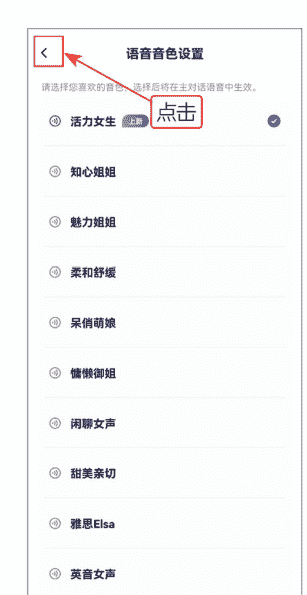 语音音色设置
请选择您喜欢的音色，选择后将在主对话语音中生效。
活力女生 上新
点击
知心姐姐
魅力姐姐
柔和舒缓
呆俏萌娘
慵懒御姐
闲聊女声
甜美亲切
雅思Elsa
英音女声